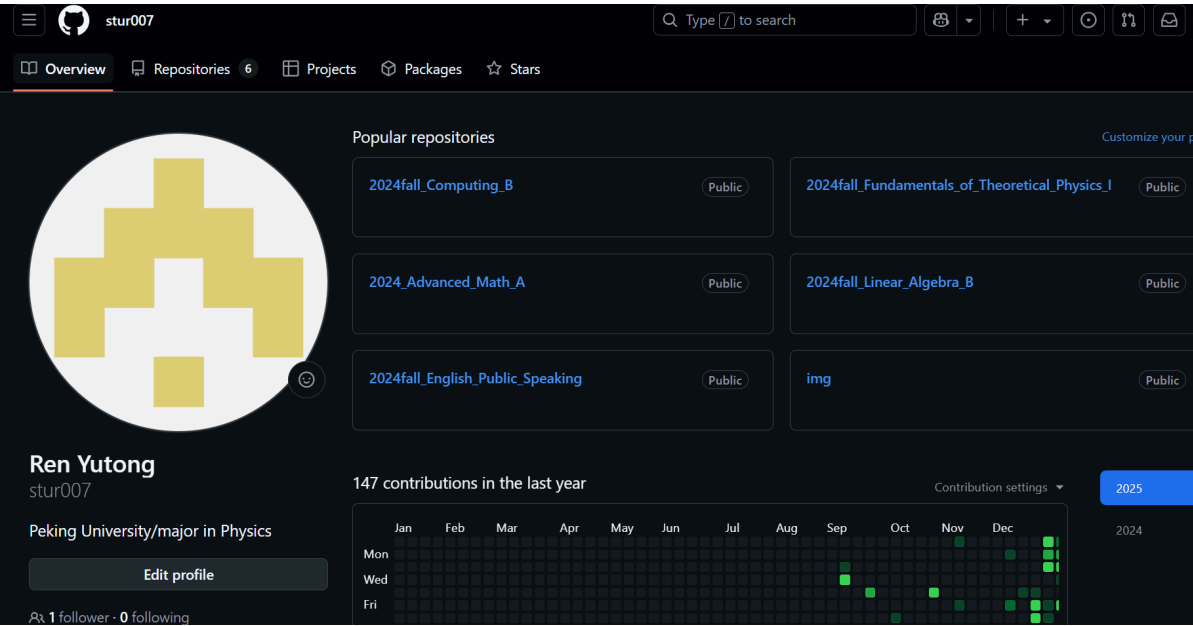 stur007
Type / to search
Overview
Repositories 6
Projects
Packages
Stars
Popular repositories
Customize your
2024fall_Computing_B
Public
2024fall_Fundamentals_of_Theoretical_Physics_I
Public
2024_Advanced_Math_A
Public
2024fall_Linear_Algebra_B
Public
2024fall_English_Public_Speaking
Public
img
Public
Ren Yutong
stur007
Peking University/major in Physics
Edit profile
1 follower · 0 following
147 contributions in the last year
Contribution settings
2025
2024
Jan Feb Mar Apr May Jun Jul Aug Sep Oct Nov Dec
Mon
Wed
Fri